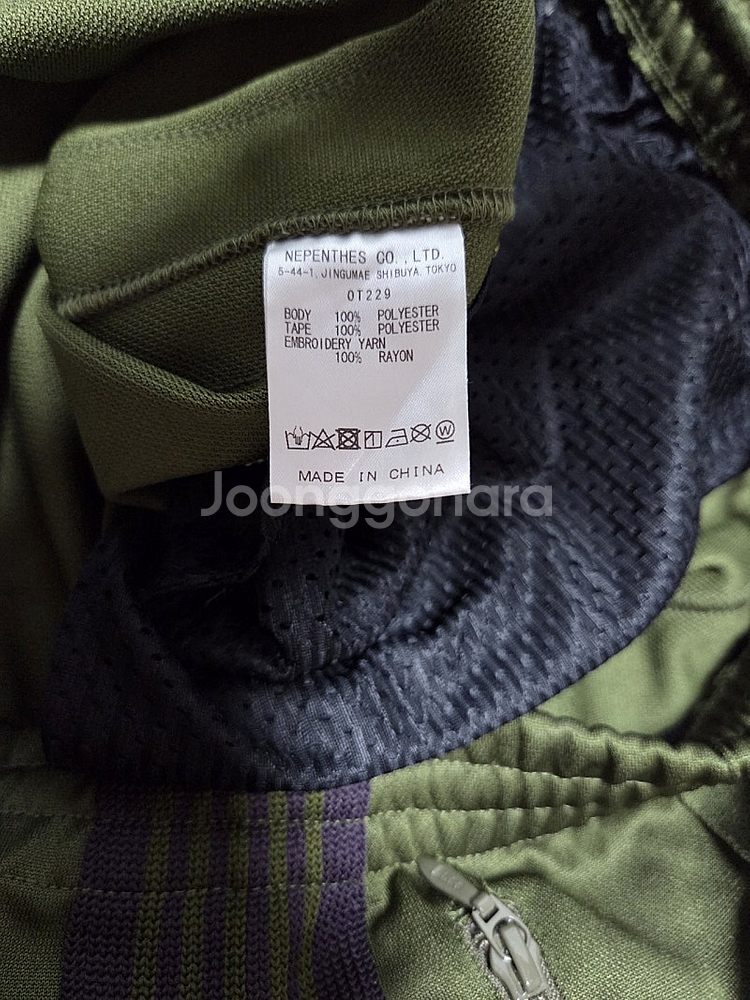 NEPENTHES CO.,LTD.
5-44-1, JINGUMAE SHIBUYA, TOKYO
OT229
BODY 100% POLYESTER
TAPE 100% POLYESTER
EMBROIDERY YARN
100% RAYON
W
MADE IN CHINA
Joonggonara